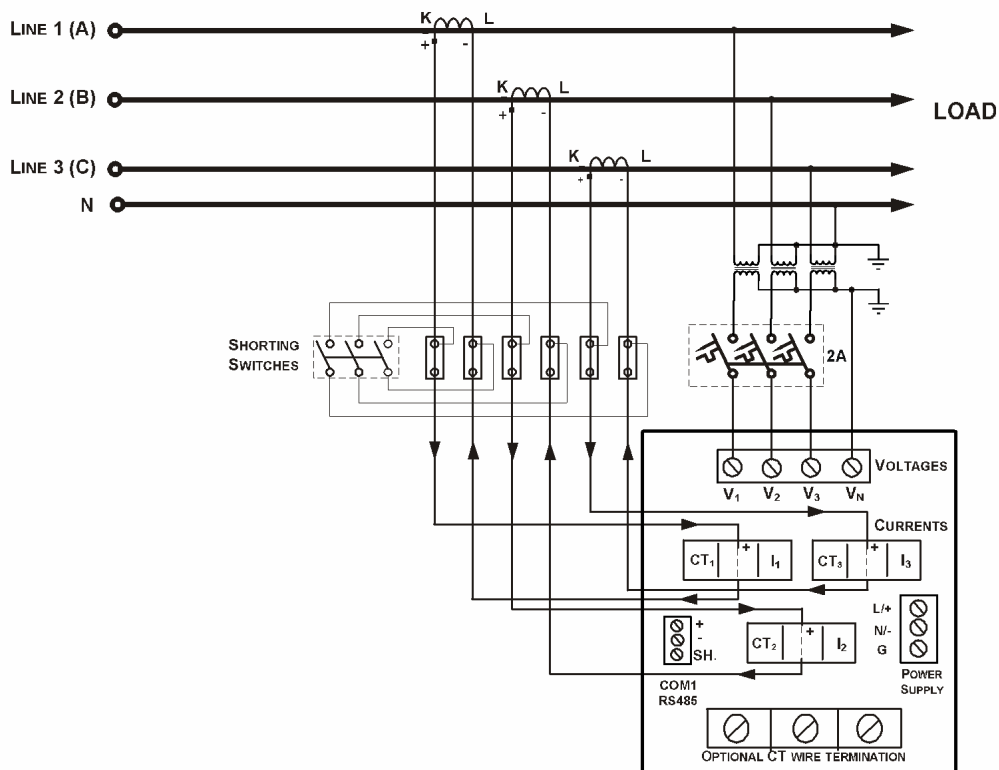 K L
LINE 1 (A)
+ -
K L
LINE 2 (B)
LOAD
+ -
K L
LINE 3 (C)
+ -
N
SHORTING
SWITCHES
2A
VOLTAGES
V1 V2 V3 VN
CURRENTS
CT1 + I1
CT3 + I3
L/+
N/-
G
POWER
SUPPLY
+
-
SH.
COM1
RS485
CT2 + I2
OPTIONAL CT WIRE TERMINATION